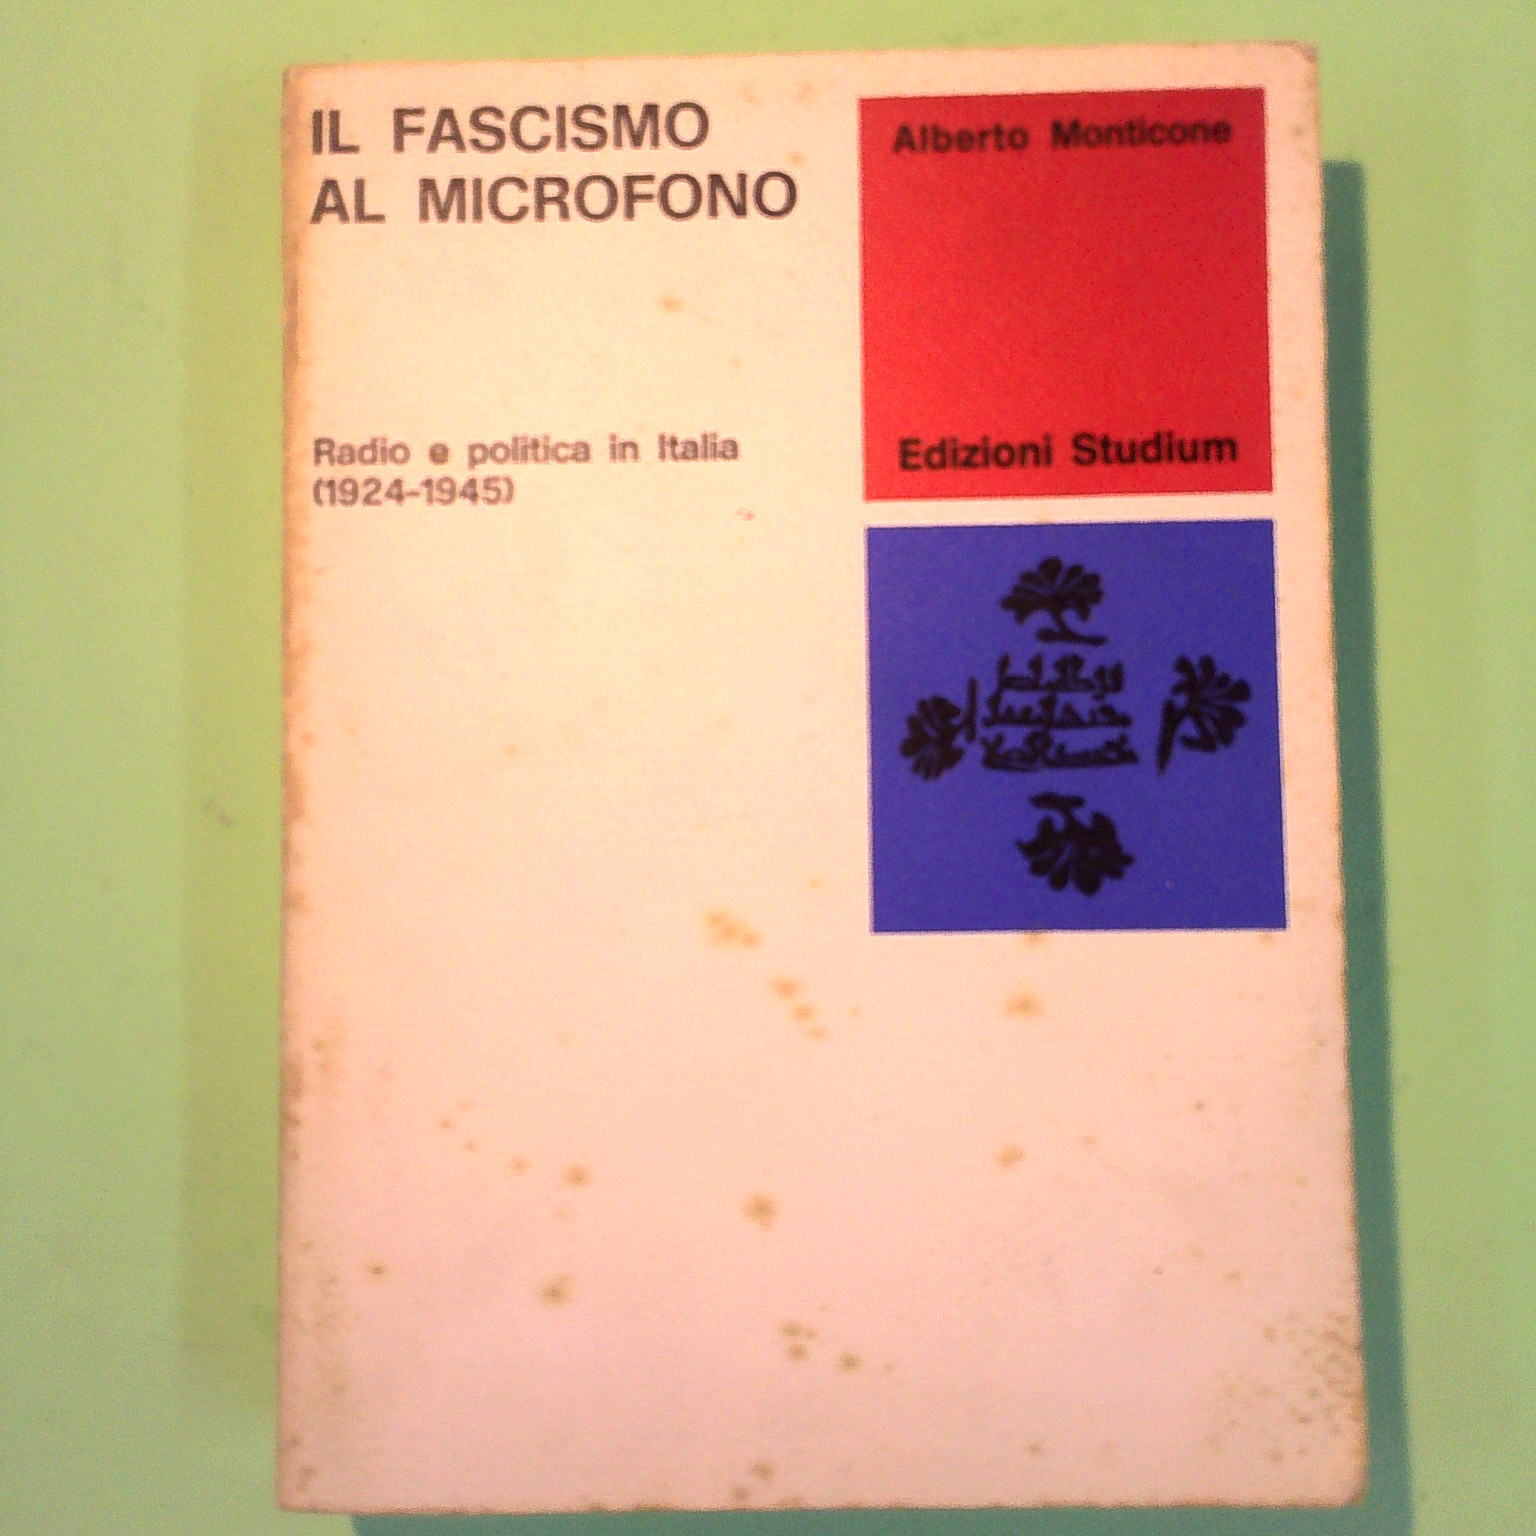 IL FASCISMO
AL MICROFONO
Radio e politica in Italia
(1924-1945)
Alberto Monticone
Edizioni Studium